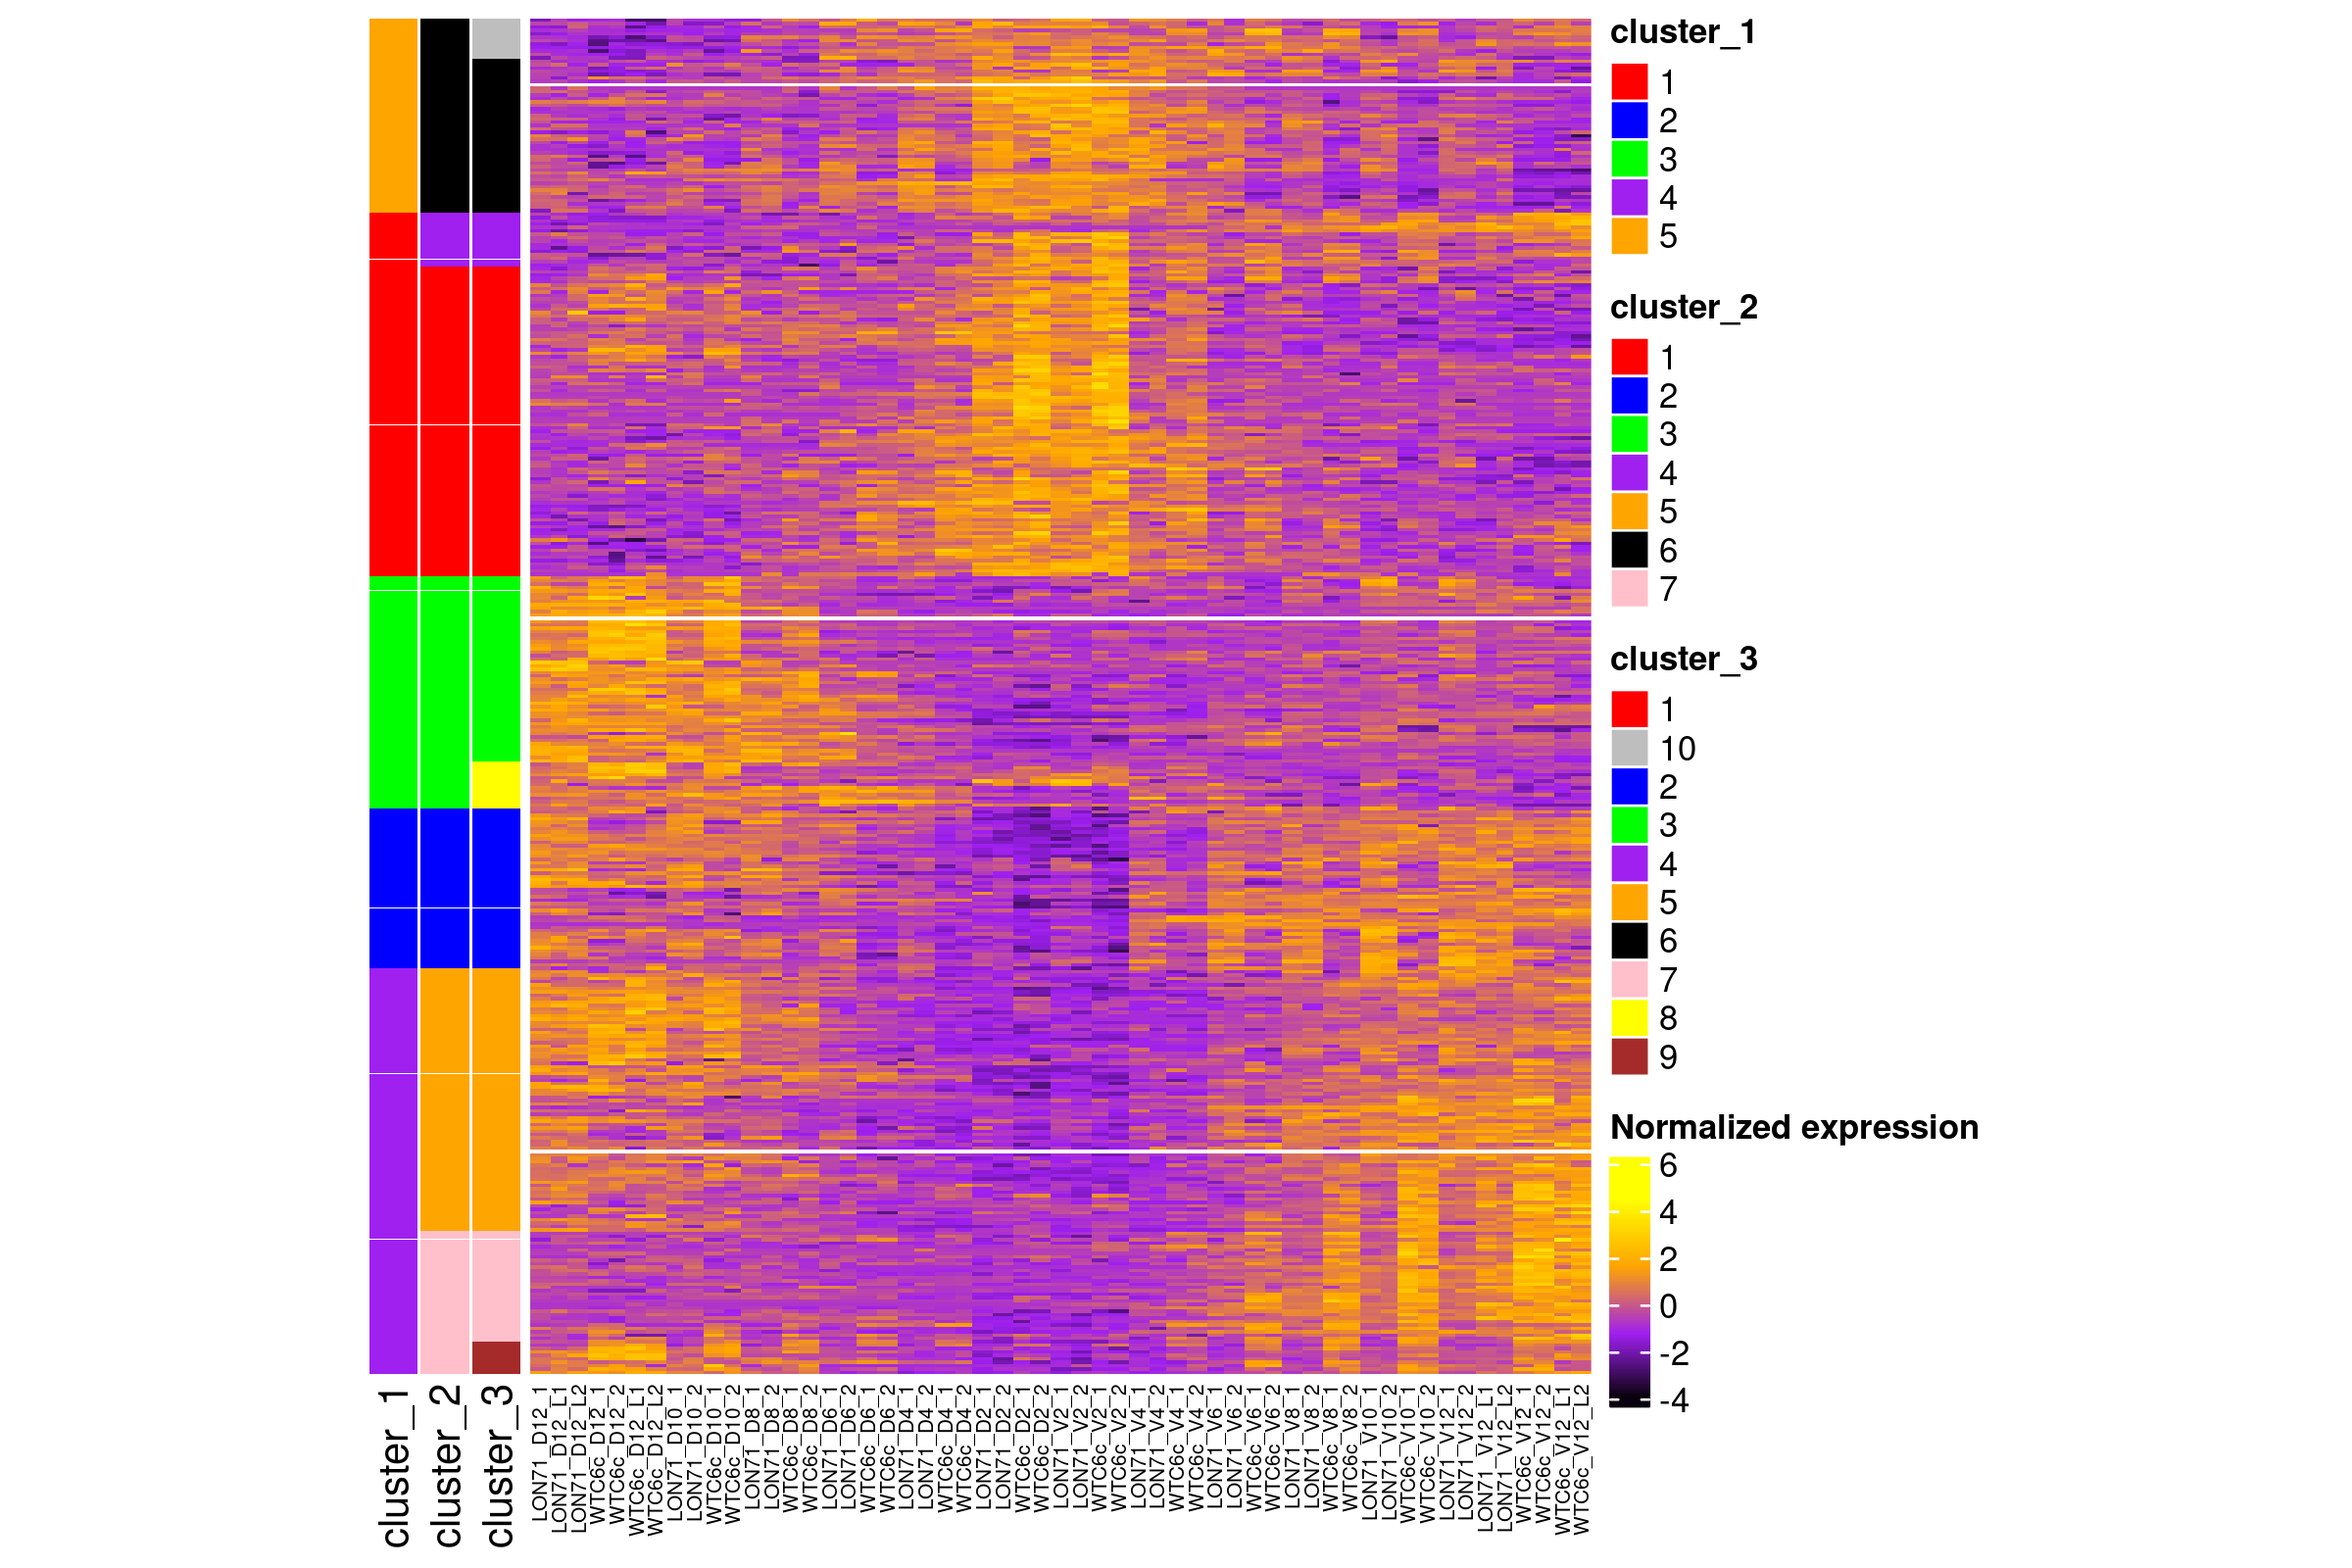 cluster_1
1
2
3
4
5
cluster_2
1
2
3
4
5
6
7
cluster_3
1
10
2
3
4
5
6
7
8
9
Normalized expression
6
4
2
0
-2
-4
cluster_1
cluster_2
cluster_3
LON71_D12_1
LON71_D12_L1
LON71_D12_L2
WTC6c_D12_1
WTC6c_D12_2
WTC6c_D12_L1
WTC6c_D12_L2
LON71_D10_1
LON71_D10_2
WTC6c_D10_1
WTC6c_D10_2
LON71_D8_1
LON71_D8_2
WTC6c_D8_1
WTC6c_D8_2
LON71_D6_1
LON71_D6_2
WTC6c_D6_1
WTC6c_D6_2
LON71_D4_1
LON71_D4_2
WTC6c_D4_1
WTC6c_D4_2
LON71_D2_1
LON71_D2_2
WTC6c_D2_1
WTC6c_D2_2
LON71_V2_1
LON71_V2_2
WTC6c_V2_1
WTC6c_V2_2
LON71_V4_1
LON71_V4_2
WTC6c_V4_1
WTC6c_V4_2
LON71_V6_1
LON71_V6_2
WTC6c_V6_1
WTC6c_V6_2
LON71_V8_1
LON71_V8_2
WTC6c_V8_1
WTC6c_V8_2
LON71_V10_1
LON71_V10_2
WTC6c_V10_1
WTC6c_V10_2
LON71_V12_1
LON71_V12_2
LON71_V12_L1
LON71_V12_L2
WTC6c_V12_1
WTC6c_V12_2
WTC6c_V12_L1
WTC6c_V12_L2